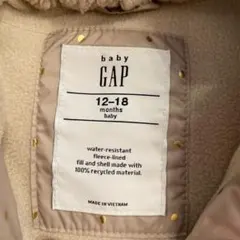 baby
GAP
12-18
months
baby
water-resistant
fleece-lined
fill and shell made with
100% recycled material.
MADE IN VIETNAM